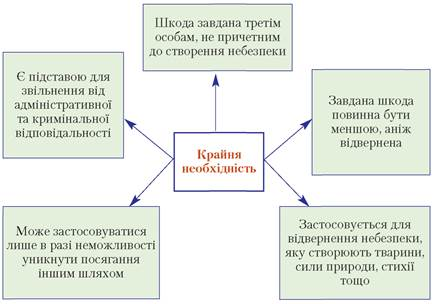 Шкода завдана третім
особам, не причетним
до створення небезпеки
Є підставою для
звільнення від
адміністративної
та кримінальної
відповідальності
Завдана шкода
повинна бути
меншою, аніж
відвернена
Крайня
необхідність
Може застосовуватися
лише в разі неможливості
уникнути посягання
іншим шляхом
Застосовується для
відвернення небезпеки,
яку створюють тварини,
сили природи, стихії
тощо